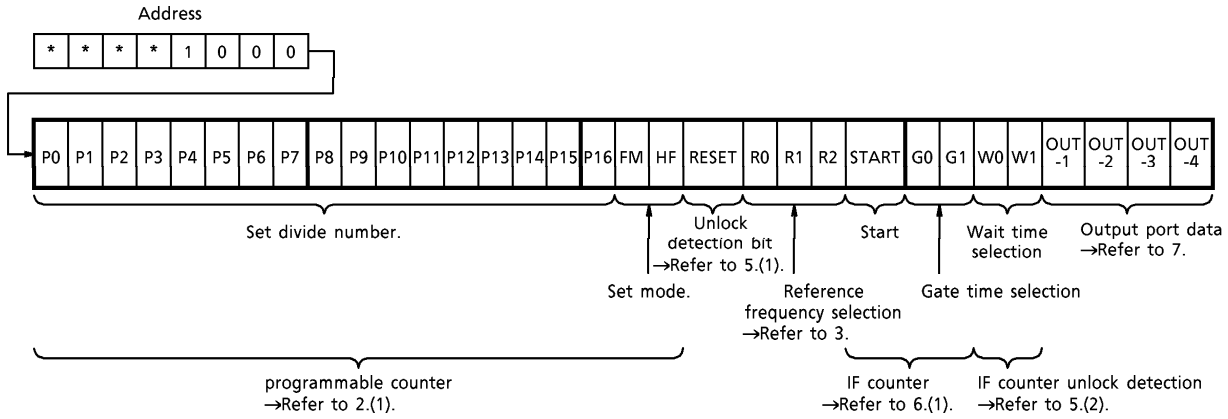 Address
* * * * 1 0 0 0
P0 P1 P2 P3 P4 P5 P6 P7 P8 P9 P10 P11 P12 P13 P14 P15 P16 FM HF RESET R0 R1 R2 START G0 G1 W0 W1 OUT-1 OUT-2 OUT-3 OUT-4
Set divide number.
Set mode.
Unlock
detection bit
→Refer to 5.(1).
Reference
frequency selection
→Refer to 3.
Start
Gate time selection
Wait time
selection
Output port data
→Refer to 7.
programmable counter
→Refer to 2.(1).
IF counter
→Refer to 6.(1).
IF counter unlock detection
→Refer to 5.(2).